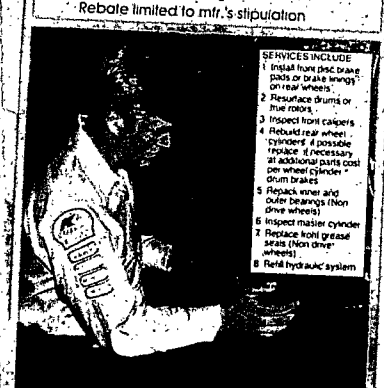 Rebate limited to mfr.'s stipulation
SERVICES INCLUDE
1 Install front disc brake
pads or brake linings
on rear wheels
2 Resurface drums or
true rotors
3 Inspect front calipers
4 Rebuild rear wheel
cylinders if possible
replace if necessary
at additional parts cost
per wheel cylinder
drum brakes
5 Repack inner and
outer bearings (Non
drive wheels)
6 Inspect master cylinder
7 Replace front grease
seals (Non drive
wheels)
8 Refill hydraulic system